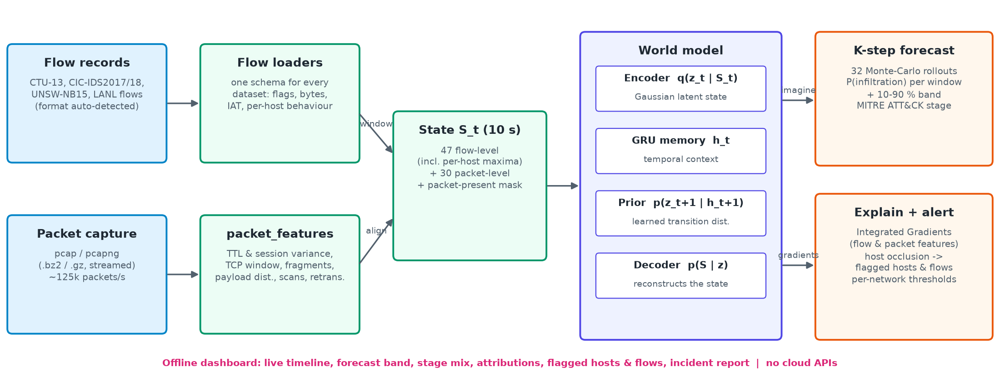 Flow records
CTU-13, CIC-IDS2017/18,
UNSW-NB15, LANL flows
(format auto-detected)
Flow loaders
one schema for every
dataset: flags, bytes,
IAT, per-host behaviour
Packet capture
pcap / pcapng
(.bz2 / .gz, streamed)
~125k packets/s
packet_features
TTL & session variance,
TCP window, fragments,
payload dist., scans, retrans.
window
align
State S_t (10 s)
47 flow-level
(incl. per-host maxima)
+ 30 packet-level
+ packet-present mask
World model
Encoder q(z_t | S_t)
Gaussian latent state
GRU memory h_t
temporal context
Prior p(z_t+1 | h_t+1)
learned transition dist.
Decoder p(S | z)
reconstructs the state
imagine
gradients
K-step forecast
32 Monte-Carlo rollouts
P(infiltration) per window
+ 10-90 % band
MITRE ATT&CK stage
Explain + alert
Integrated Gradients
(flow & packet features)
host occlusion ->
flagged hosts & flows
per-network thresholds
Offline dashboard: live timeline, forecast band, stage mix, attributions, flagged hosts & flows, incident report | no cloud APIs